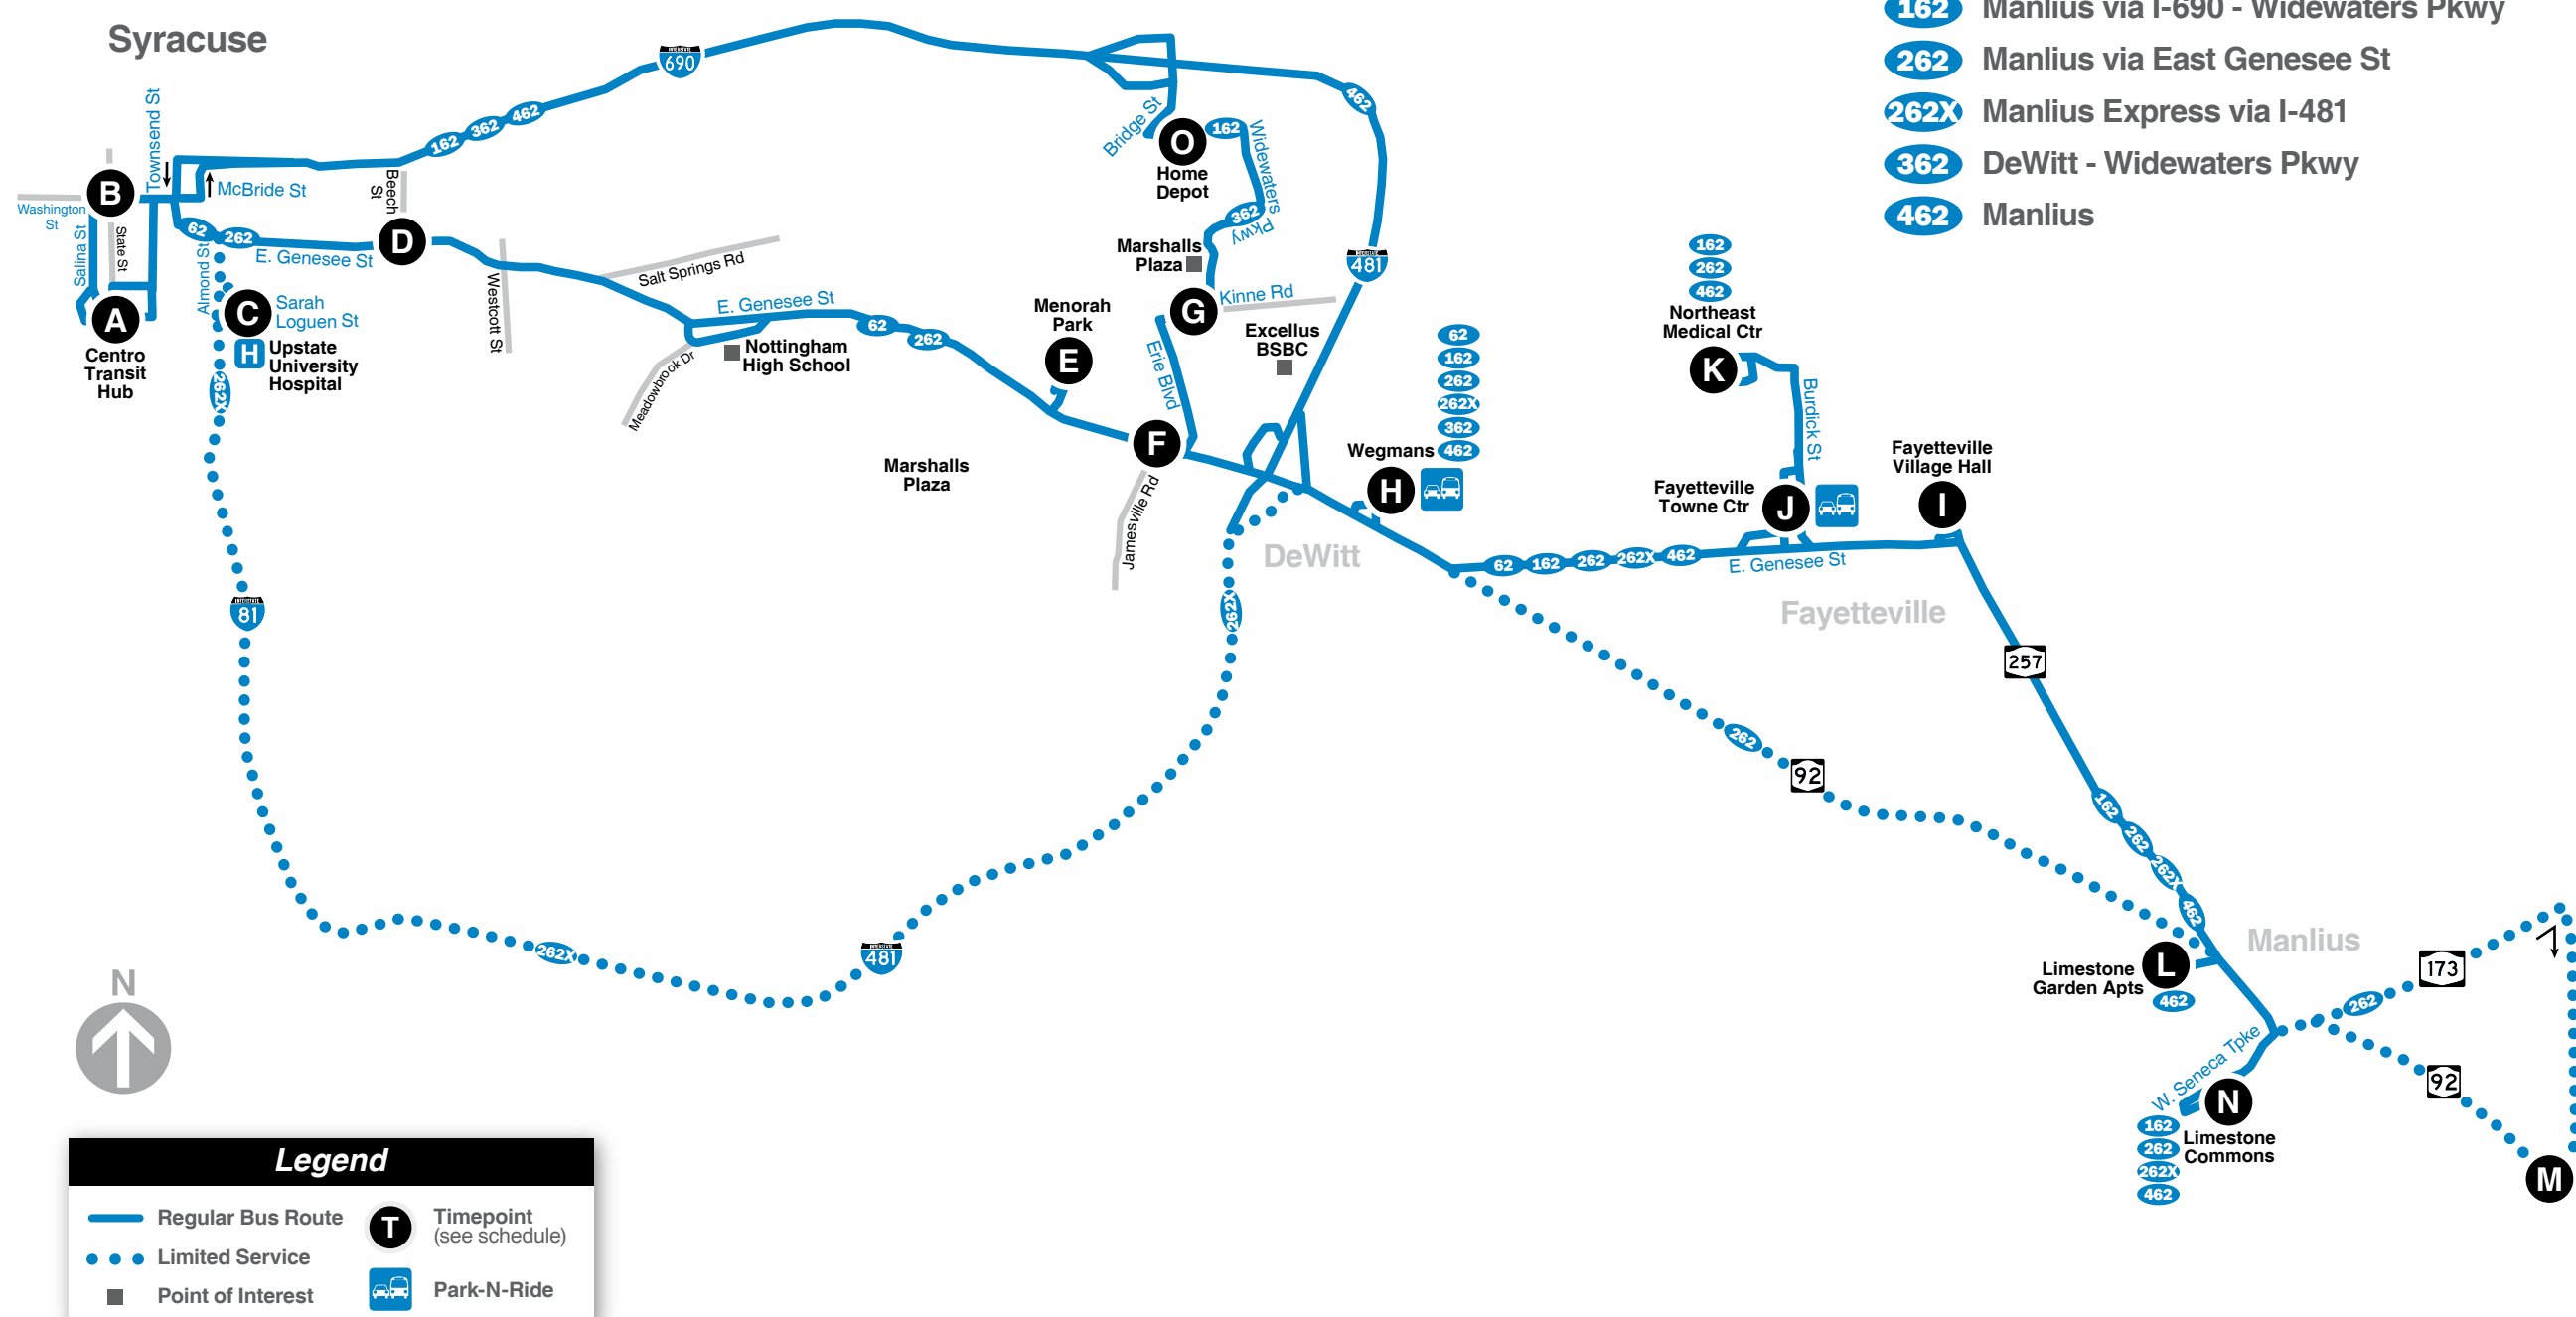 Syracuse
162 Manlius via I-690 - Widewaters Pkwy
262 Manlius via East Genesee St
262X Manlius Express via I-481
362 DeWitt - Widewaters Pkwy
462 Manlius
INTERSTATE
690
162
362
462
462
Townsend St
McBride St
B
Washington
St
Salina St
State St
A
Centro
Transit
Hub
62
262
Almond St
E. Genesee St
Beech
St
D
C
Sarah
Loguen St
H
Upstate
University
Hospital
262X
Westcott St
Salt Springs Rd
E. Genesee St
Meadowbrook Dr
Nottingham
High School
62
262
Menorah
Park
E
Bridge St
O
Home
Depot
162
Widewaters
Pkwy
362
Marshalls
Plaza
G
Kinne Rd
Excellus
BSBC
Erie Blvd
INTERSTATE
481
F
Jamesville Rd
Marshalls
Plaza
62
162
262
262X
362
462
Wegmans
H
DeWitt
162
262
462
Northeast
Medical Ctr
K
Burdick St
Fayetteville
Towne Ctr
J
Fayetteville
Village Hall
I
62
162
262
262X
462
E. Genesee St
Fayetteville
257
262X
INTERSTATE
81
262
92
162
262
262X
462
262X
INTERSTATE
481
Manlius
L
Limestone
Garden Apts
462
173
262
92
W. Seneca Tpke
N
Limestone
Commons
162
262
262X
462
M
N
Legend
Regular Bus Route
Limited Service
Point of Interest
T
Timepoint
(see schedule)
Park-N-Ride